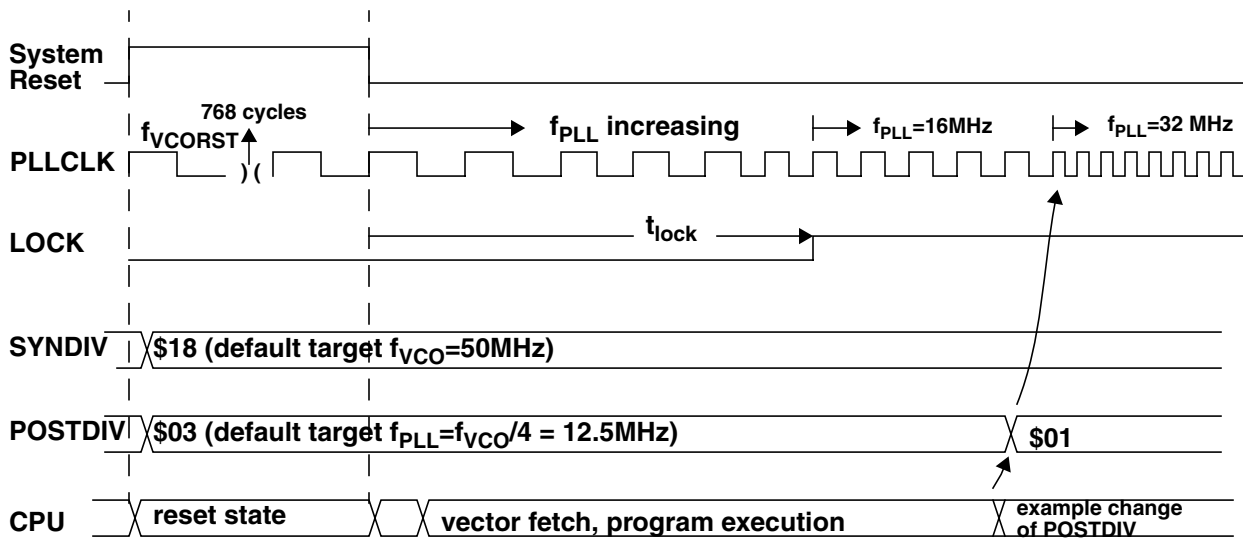 System
Reset
768 cycles
fVCORST
fPLL increasing
fPLL=16MHz
fPLL=32 MHz
PLLCLK
) (
LOCK
tlock
SYNDIV
$18 (default target fVCO=50MHz)
POSTDIV
$03 (default target fPLL=fVCO/4 = 12.5MHz)
$01
CPU
reset state
vector fetch, program execution
example change
of POSTDIV